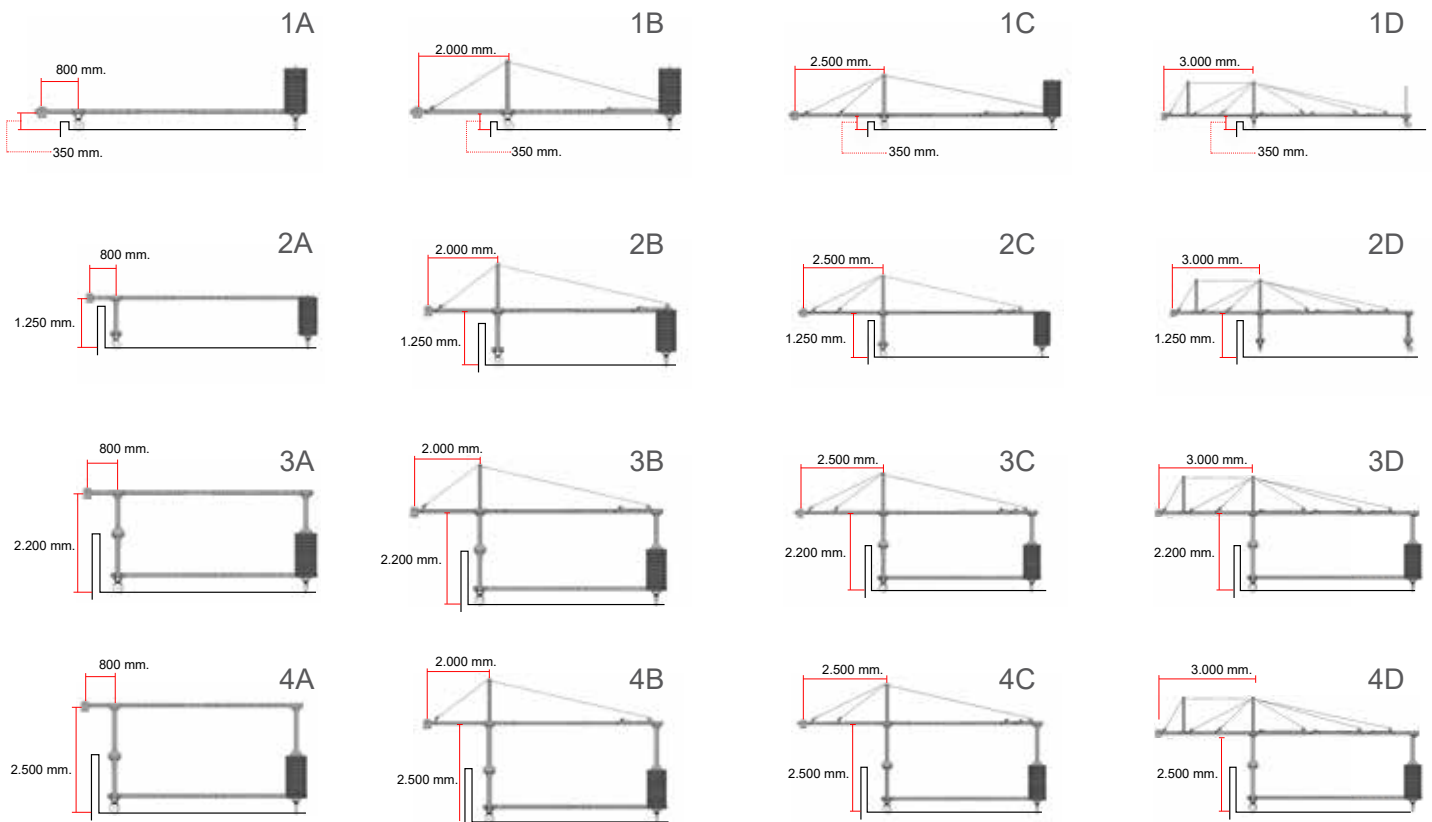 1A
800 mm.
350 mm.
1B
2.000 mm.
350 mm.
1C
2.500 mm.
350 mm.
1D
3.000 mm.
350 mm.
2A
800 mm.
1.250 mm.
2B
2.000 mm.
1.250 mm.
2C
2.500 mm.
1.250 mm.
2D
3.000 mm.
1.250 mm.
3A
800 mm.
2.200 mm.
3B
2.000 mm.
2.200 mm.
3C
2.500 mm.
2.200 mm.
3D
3.000 mm.
2.200 mm.
4A
800 mm.
2.500 mm.
4B
2.000 mm.
2.500 mm.
4C
2.500 mm.
2.500 mm.
4D
3.000 mm.
2.500 mm.